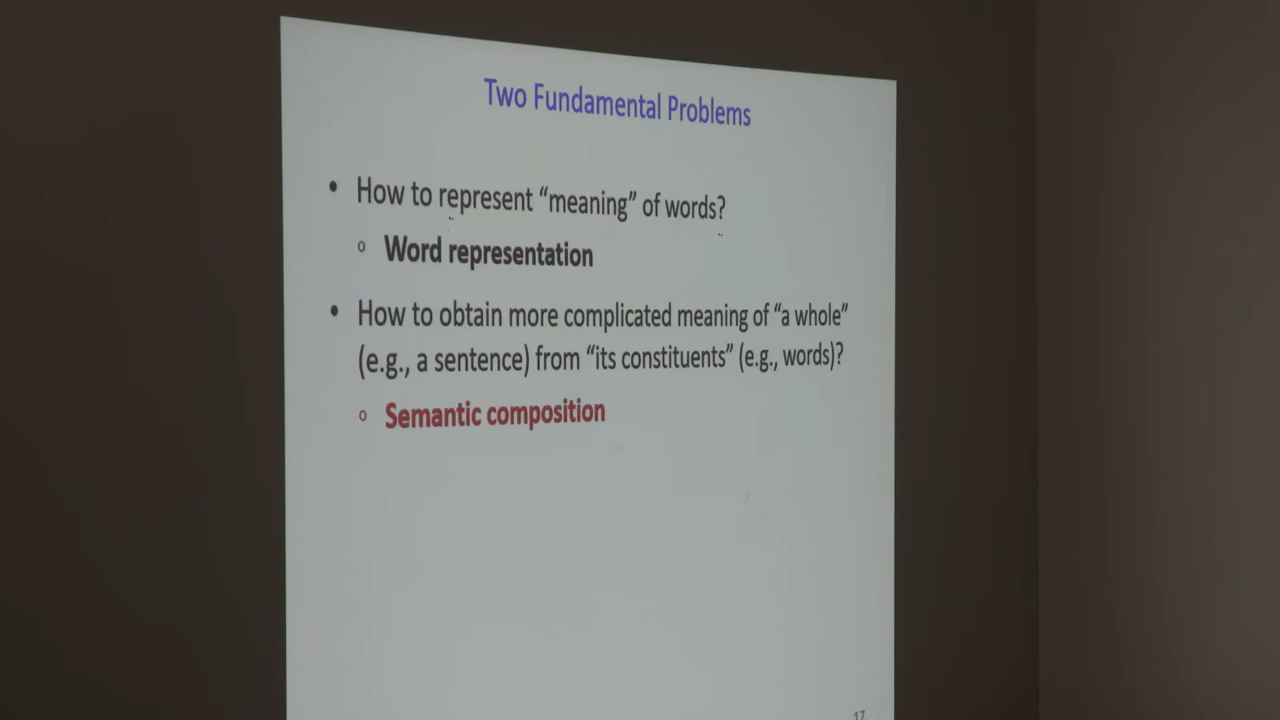 Two Fundamental Problems
• How to represent “meaning” of words?
o Word representation
• How to obtain more complicated meaning of “a whole”
(e.g., a sentence) from “its constituents” (e.g., words)?
o Semantic composition
17